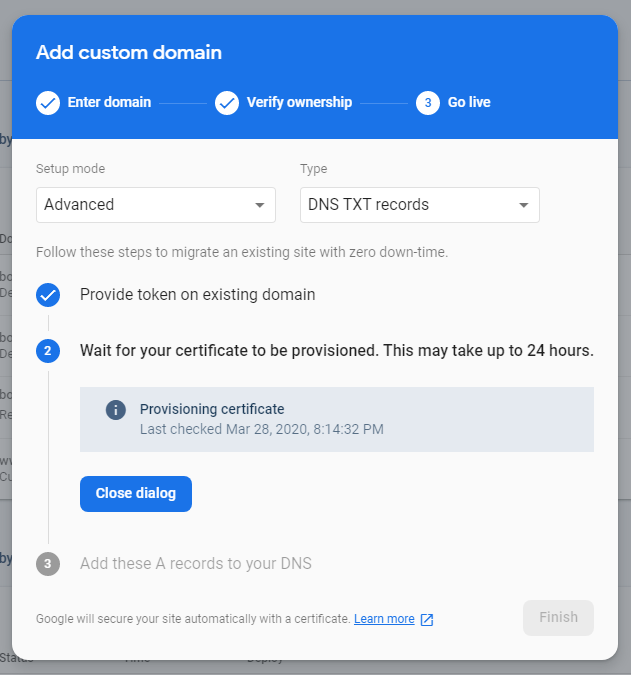 Add custom domain
Enter domain
Verify ownership
3 Go live
Setup mode
Type
Advanced
DNS TXT records
Follow these steps to migrate an existing site with zero down-time.
Provide token on existing domain
2 Wait for your certificate to be provisioned. This may take up to 24 hours.
Provisioning certificate
Last checked Mar 28, 2020, 8:14:32 PM
Close dialog
3 Add these A records to your DNS
Google will secure your site automatically with a certificate. Learn more
Finish